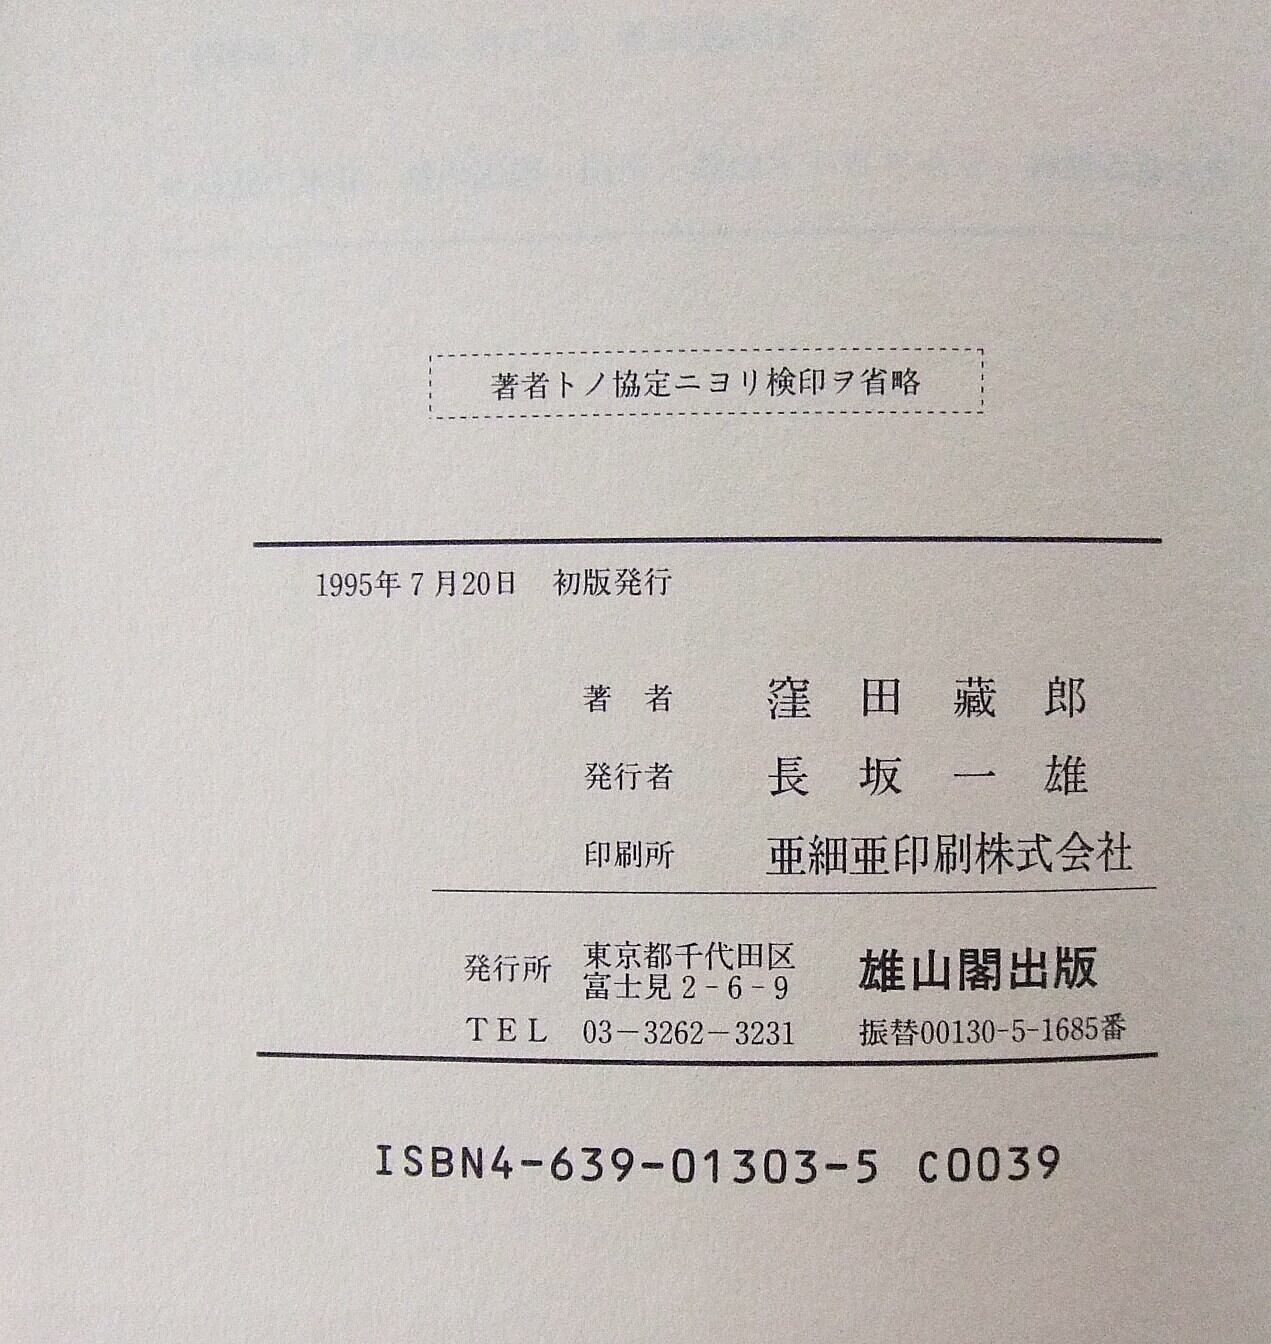 著者トノ協定ニヨリ検印ヲ省略
1995年7月20日　初版発行
著　者　窪田藏郎
発行者　長坂一雄
印刷所　亜細亜印刷株式会社
発行所　東京都千代田区　雄山閣出版
富士見2-6-9
TEL　03-3262-3231　振替00130-5-1685番
ISBN4-639-01303-5 C0039